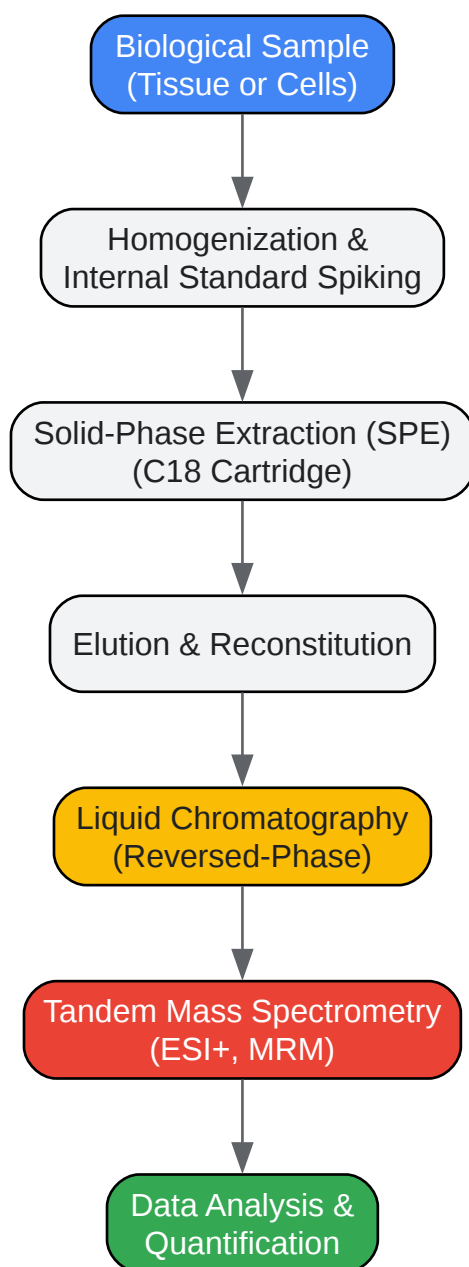 Biological Sample
(Tissue or Cells)
Homogenization &
Internal Standard Spiking
Solid-Phase Extraction (SPE)
(C18 Cartridge)
Elution & Reconstitution
Liquid Chromatography
(Reversed-Phase)
Tandem Mass Spectrometry
(ESI+, MRM)
Data Analysis &
Quantification